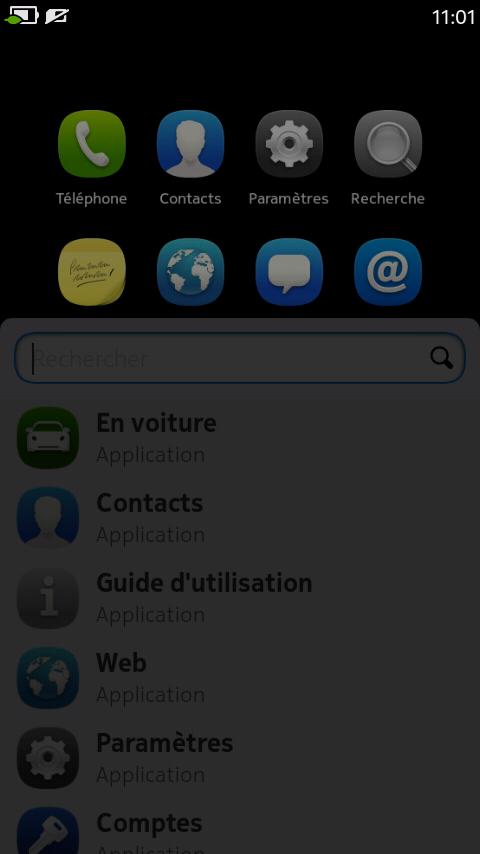 11:01
Téléphone
Contacts
Paramètres
Recherche
Rechercher
En voiture
Application
Contacts
Application
Guide d'utilisation
Application
Web
Application
Paramètres
Application
Comptes
Application